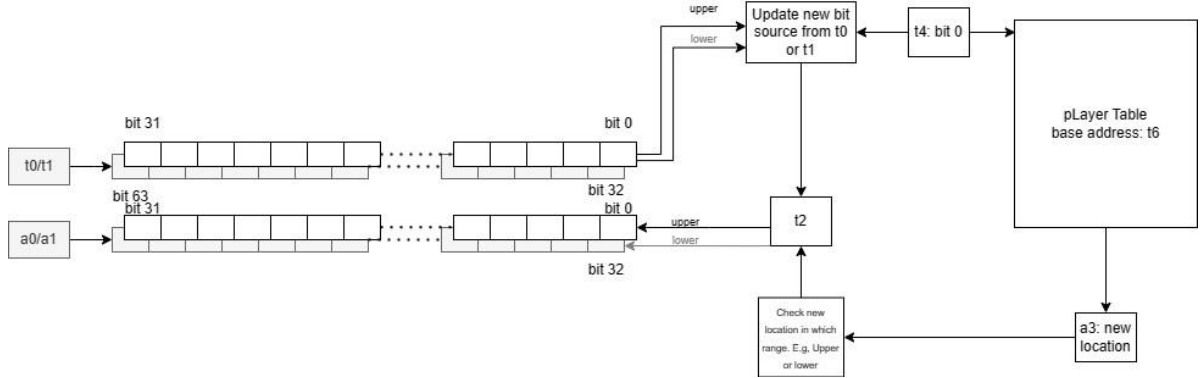 upper
Update new bit
source from t0
or t1
t4: bit 0
lower
pLayer Table
base address: t6
bit 31
bit 0
t0/t1
bit 63
bit 32
bit 31
bit 0
a0/a1
upper
t2
lower
bit 32
Check new
location in which
range. E.g, Upper
or lower
a3: new
location